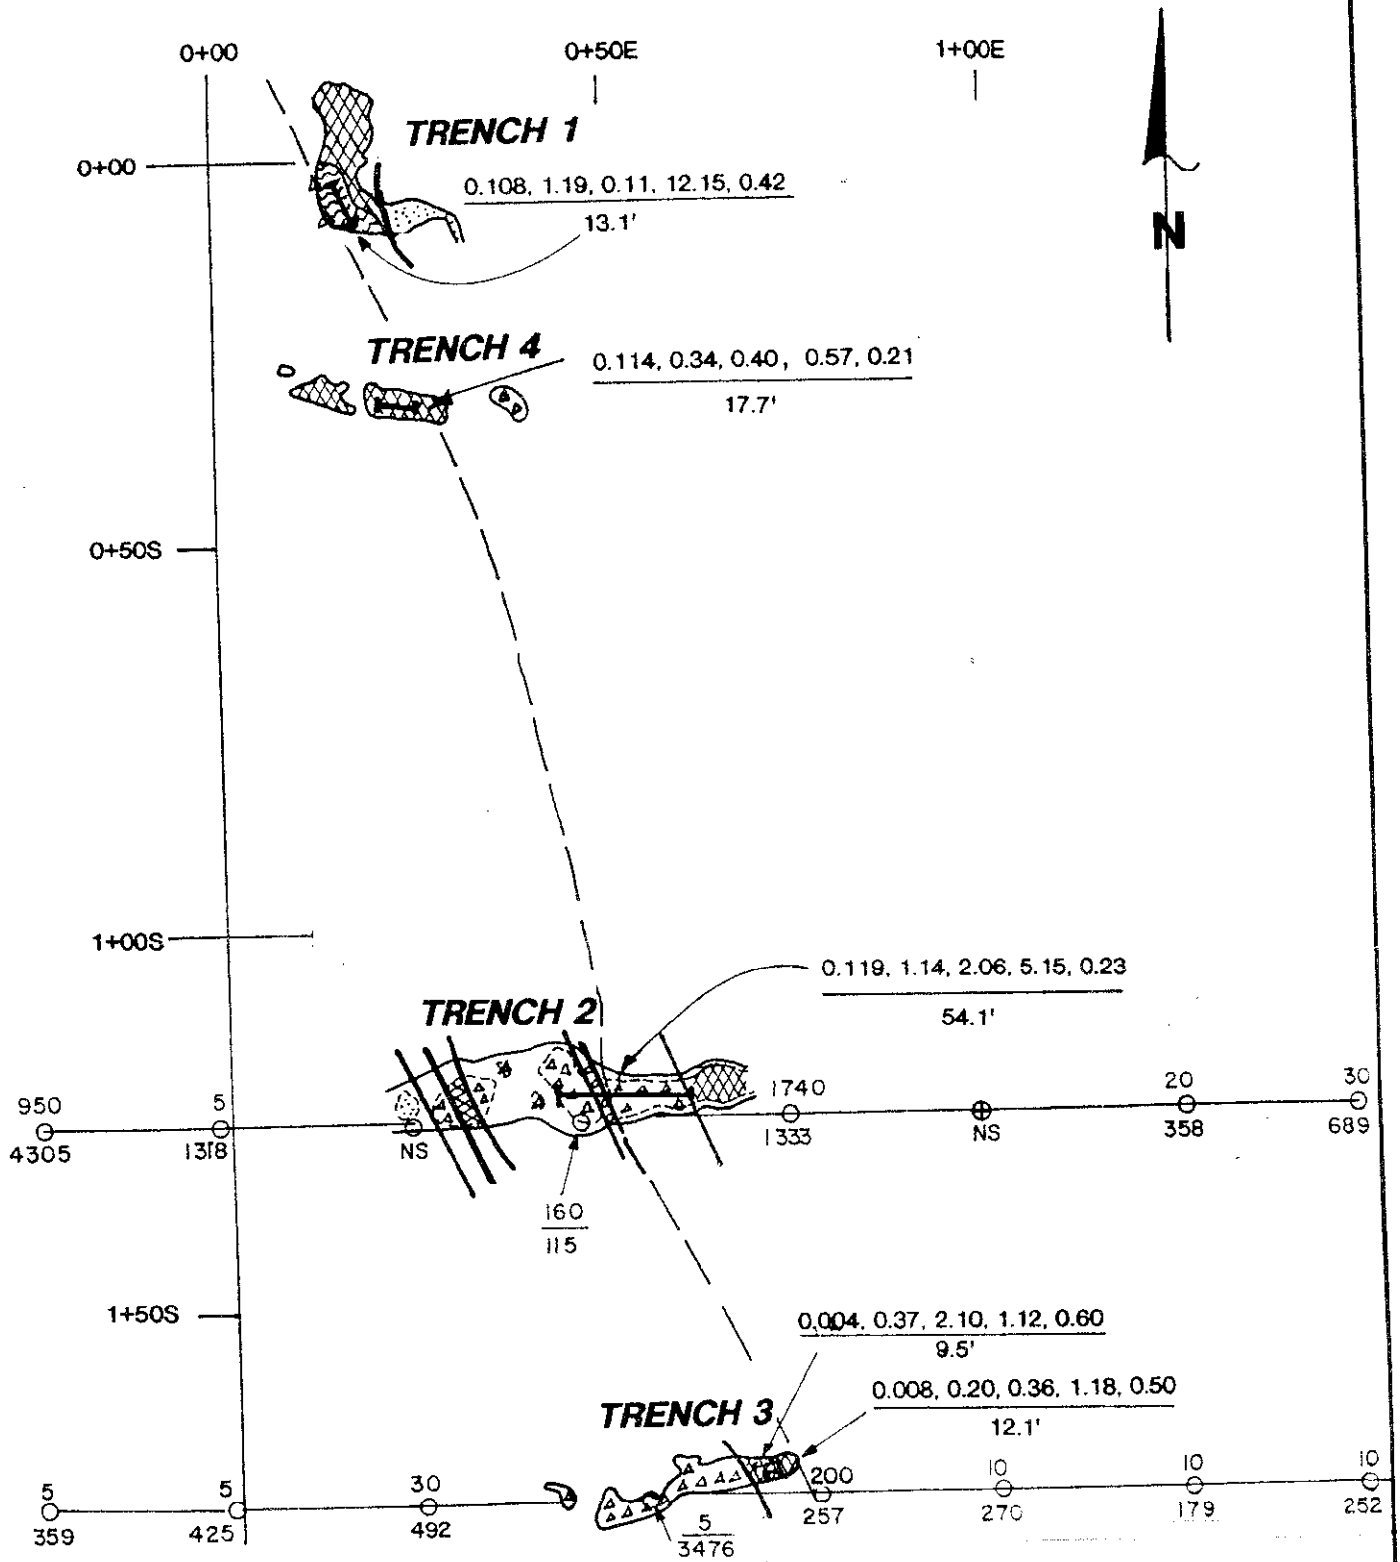 0+00
0+50E
1+00E
TRENCH 1
0+00
0.108, 1.19, 0.11, 12.15, 0.42
13.1'
N
TRENCH 4
0.114, 0.34, 0.40, 0.57, 0.21
17.7'
0+50S
1+00S
0.119, 1.14, 2.06, 5.15, 0.23
54.1'
TRENCH 2
950
5
1740
20
30
4305
1318
NS
1333
NS
358
689
160
115
1+50S
0.004, 0.37, 2.10, 1.12, 0.60
9.5'
0.008, 0.20, 0.36, 1.18, 0.50
12.1'
TRENCH 3
5
5
30
200
10
10
10
359
425
492
5
3476
257
270
179
252